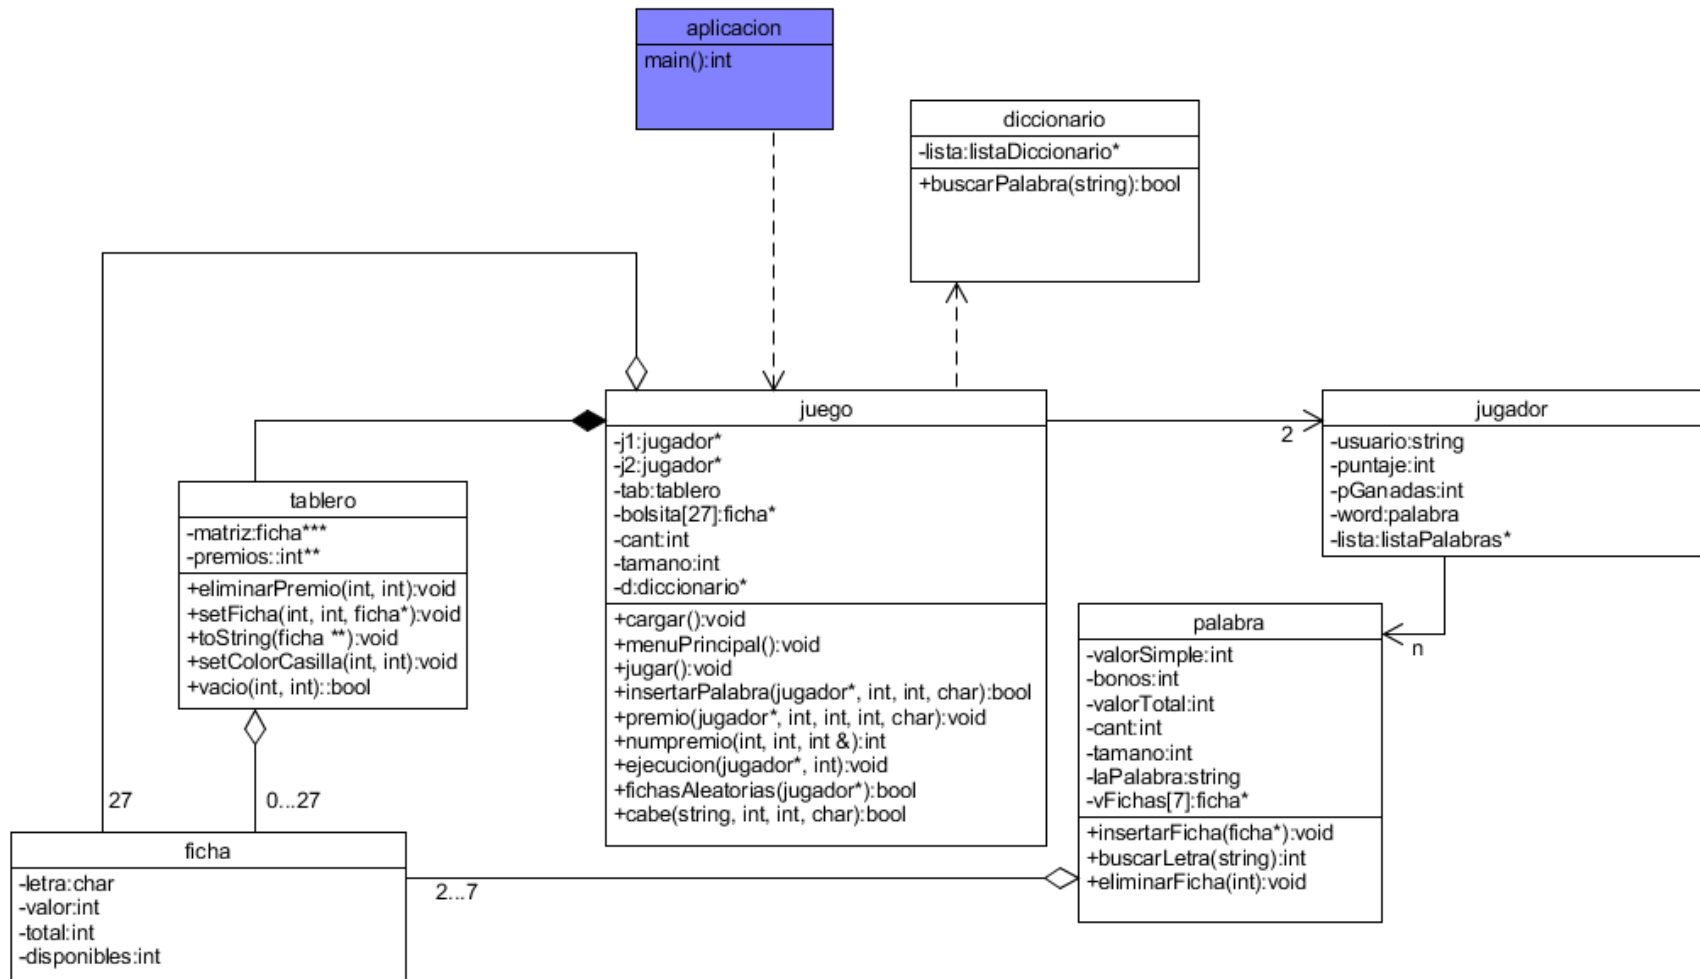 aplicacion
main():int
diccionario
-lista:listaDiccionario*
+buscarPalabra(string):bool
juego
-j1:jugador*
-j2:jugador*
-tab:tablero
-bolsita[27]:ficha*
-cant:int
-tamano:int
-d:diccionario*
+cargar():void
+menuPrincipal():void
+jugar():void
+insertarPalabra(jugador*, int, int, char):bool
+premio(jugador*, int, int, int, char):void
+numpremio(int, int, int &):int
+ejecucion(jugador*, int):void
+fichasAleatorias(jugador*):bool
+cabe(string, int, int, char):bool
2
jugador
-usuario:string
-puntaje:int
-pGanadas:int
-word:palabra
-lista:listaPalabras*
tablero
-matriz:ficha***
-premios::int**
+eliminarPremio(int, int):void
+setFicha(int, int, ficha*):void
+toString(ficha **):void
+setColorCasilla(int, int):void
+vacio(int, int)::bool
n
palabra
-valorSimple:int
-bonos:int
-valorTotal:int
-cant:int
-tamano:int
-laPalabra:string
-vFichas[7]:ficha*
+insertarFicha(ficha*):void
+buscarLetra(string):int
+eliminarFicha(int):void
27
0...27
2...7
ficha
-letra:char
-valor:int
-total:int
-disponibles:int